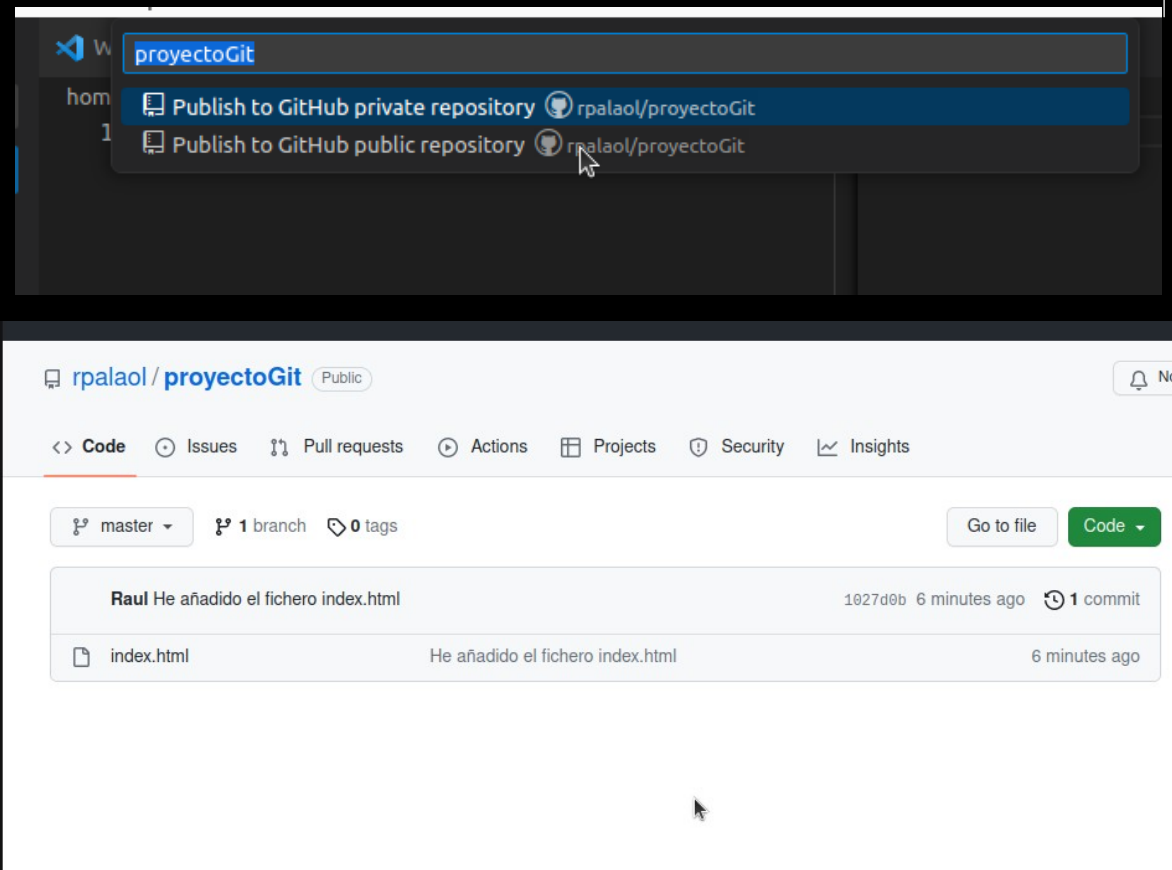 W
proyectoGit
hom
Publish to GitHub private repository rpalaol/proyectoGit
1
Publish to GitHub public repository rpalaol/proyectoGit
rpalaol / proyectoGit Public
No
Code Issues Pull requests Actions Projects Security Insights
master 1 branch 0 tags Go to file Code
Raul He añadido el fichero index.html 1027d0b 6 minutes ago 1 commit
index.html He añadido el fichero index.html 6 minutes ago